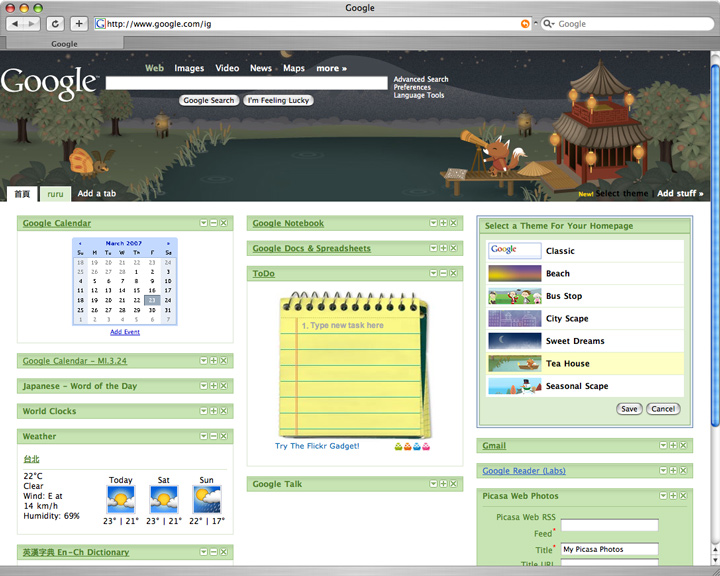 Google
http://www.google.com/ig
Google
Google
Google
Web Images Video News Maps more »
Advanced Search
Preferences
Language Tools
Google Search I'm Feeling Lucky
首頁 ruru Add a tab
New! Select theme | Add stuff »
Google Calendar
March 2007
Su M Tu W Th F Sa
18 19 20 21 22 23 24
25 26 27 28 1 2 3
4 5 6 7 8 9 10
11 12 13 14 15 16 17
18 19 20 21 22 23 24
25 26 27 28 29 30 31
1 2 3 4 5 6 7
Add Event
Google Calendar - MI.3.24
Japanese - Word of the Day
World Clocks
Weather
台北
22°C
Clear
Wind: E at
14 km/h
Humidity: 69%
Today Sat Sun
23° | 21° 23° | 21° 22° | 17°
英漢字典 En-Ch Dictionary
Google Notebook
Google Docs & Spreadsheets
ToDo
1. Type new task here
Try The Flickr Gadget!
Google Talk
Select a Theme For Your Homepage
Google
Classic
Beach
Bus Stop
City Scape
Sweet Dreams
Tea House
Seasonal Scape
Save Cancel
Gmail
Google Reader (Labs)
Picasa Web Photos
Picasa Web RSS
Feed*
Title* My Picasa Photos
Title URL